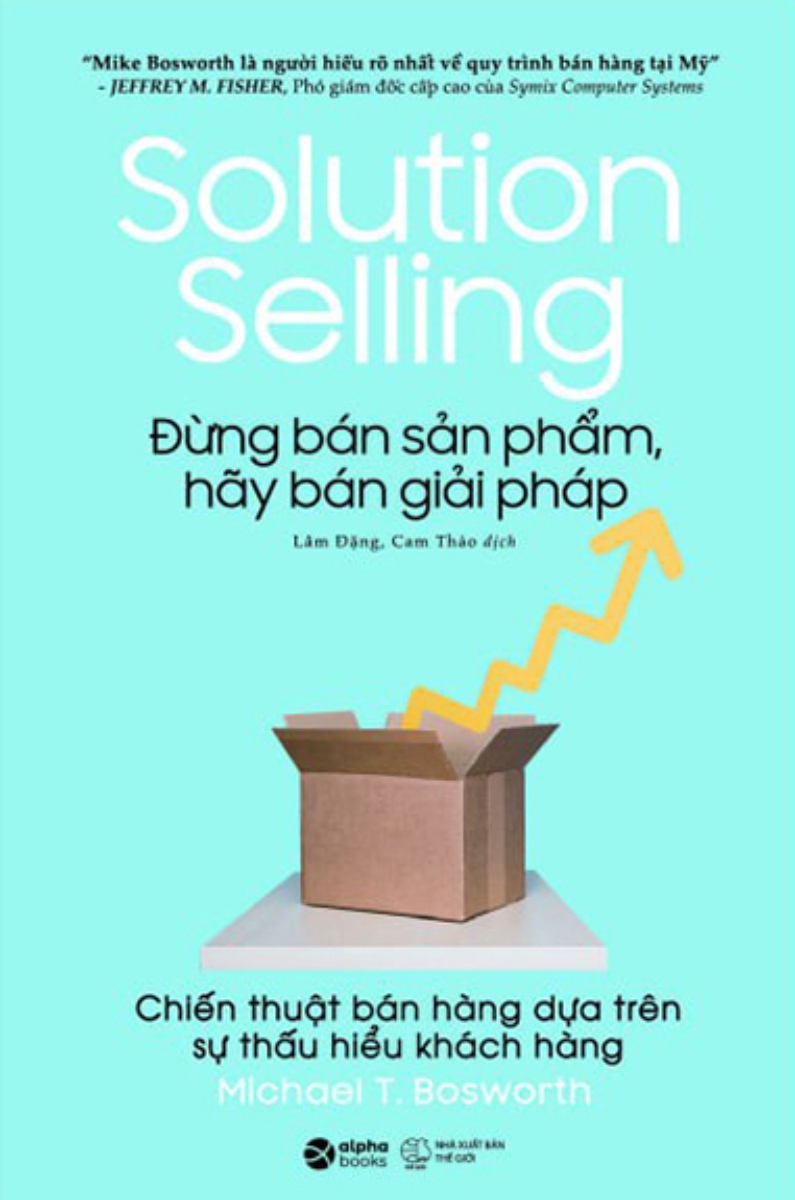 “Mike Bosworth là người hiểu rõ nhất về quy trình bán hàng tại Mỹ”
- JEFFREY M. FISHER, Phó giám đốc cấp cao của Symix Computer Systems
Solution
Selling
Đừng bán sản phẩm,
hãy bán giải pháp
Lâm Đặng, Cam Thảo dịch
Chiến thuật bán hàng dựa trên
sự thấu hiểu khách hàng
Michael T. Bosworth
alpha
books
NHÀ XUẤT BẢN
THẾ GIỚI